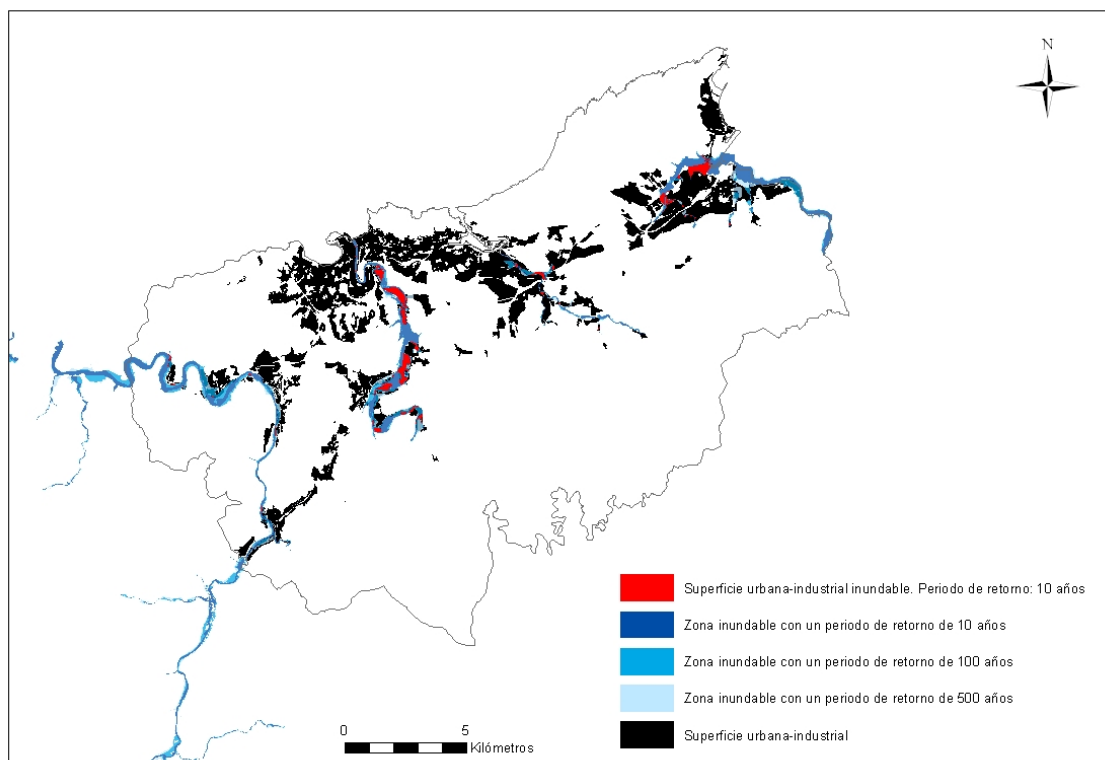 N
Superficie urbana-industrial inundable. Periodo de retorno: 10 años
Zona inundable con un periodo de retorno de 10 años
Zona inundable con un periodo de retorno de 100 años
Zona inundable con un periodo de retorno de 500 años
Superficie urbana-industrial
0 5
Kilómetros